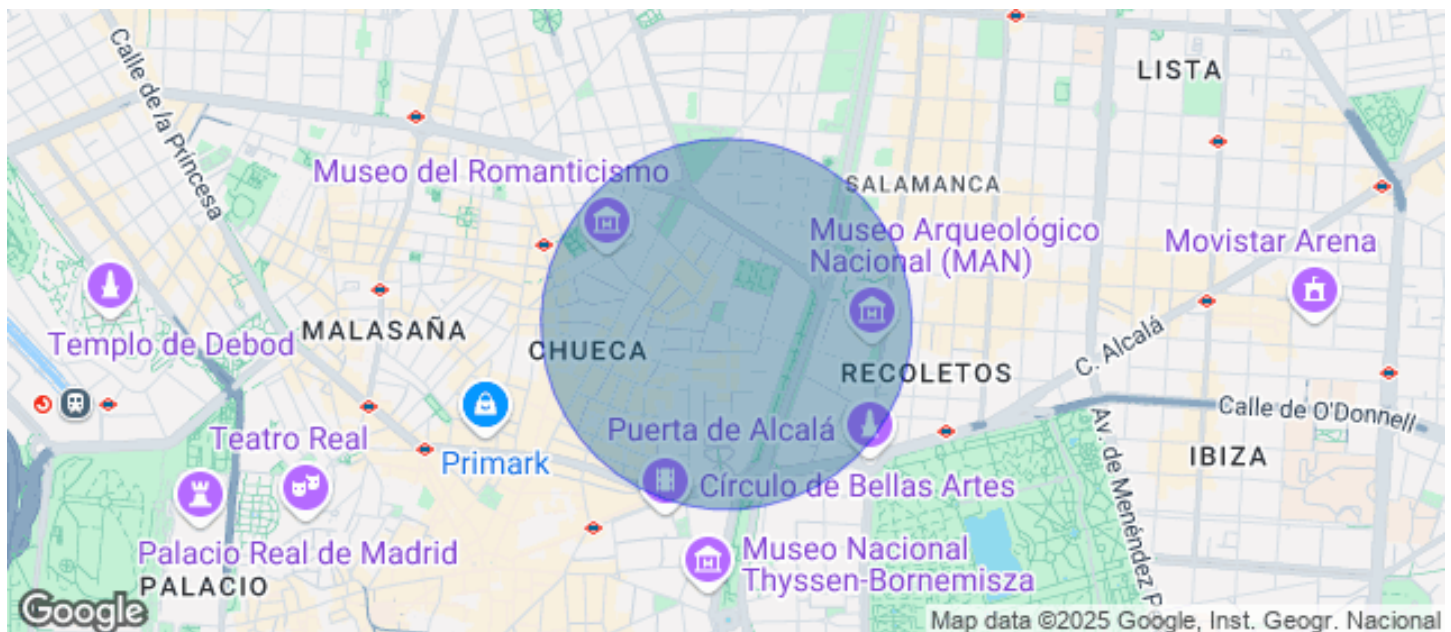 Calle de la Princesa
LISTA
Museo del Romanticismo
SALAMANCA
Museo Arqueológico
Nacional (MAN)
Movistar Arena
Templo de Debod
MALASAÑA
CHUECA
RECOLETOS
C. Alcalá
Calle de O'Donnell
Teatro Real
Primark
Puerta de Alcalá
Av. de Menéndez P
IBIZA
Círculo de Bellas Artes
Palacio Real de Madrid
Museo Nacional
Thyssen-Bornemisza
PALACIO
Google
Map data ©2025 Google, Inst. Geogr. Nacional